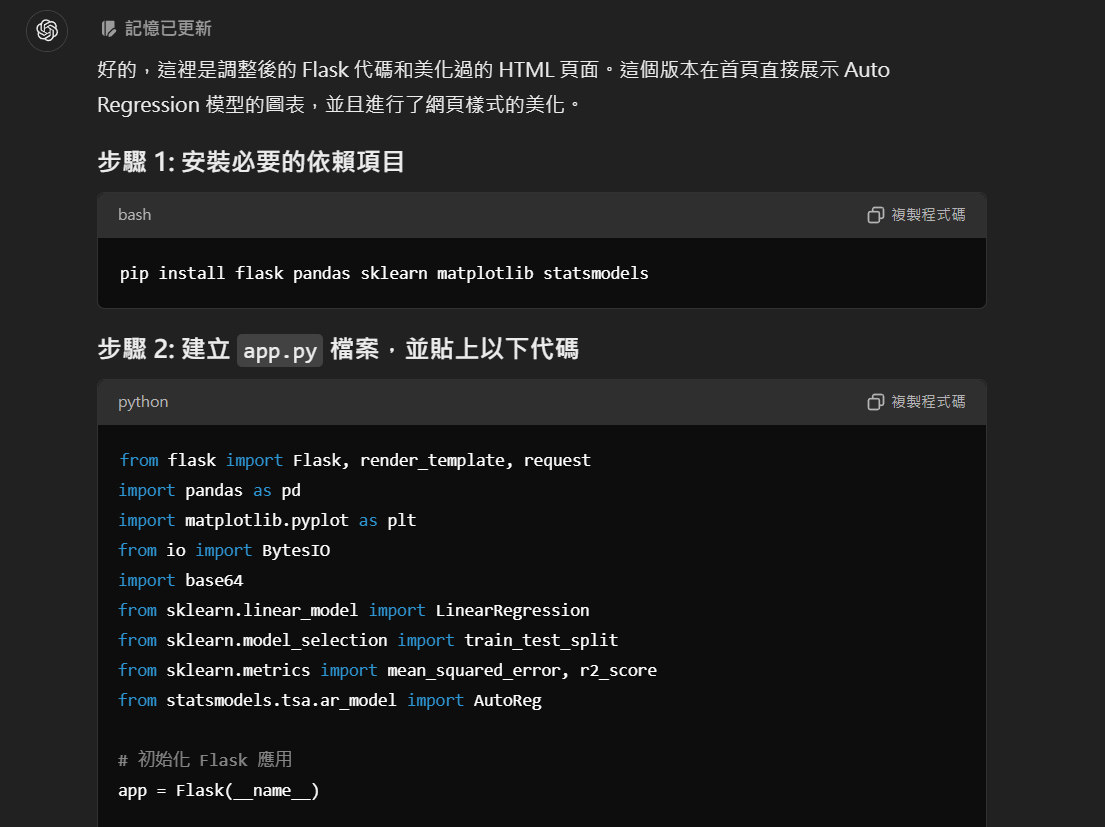 記憶已更新
好的，這裡是調整後的 Flask 代碼和美化過的 HTML 頁面。這個版本在首頁直接展示 Auto
Regression 模型的圖表，並且進行了網頁樣式的美化。
步驟 1: 安裝必要的依賴項目
bash 複製程式碼
pip install flask pandas sklearn matplotlib statsmodels
步驟 2: 建立 app.py 檔案，並貼上以下代碼
python 複製程式碼
from flask import Flask, render_template, request
import pandas as pd
import matplotlib.pyplot as plt
from io import BytesIO
import base64
from sklearn.linear_model import LinearRegression
from sklearn.model_selection import train_test_split
from sklearn.metrics import mean_squared_error, r2_score
from statsmodels.tsa.ar_model import AutoReg
# 初始化 Flask 應用
app = Flask(__name__)